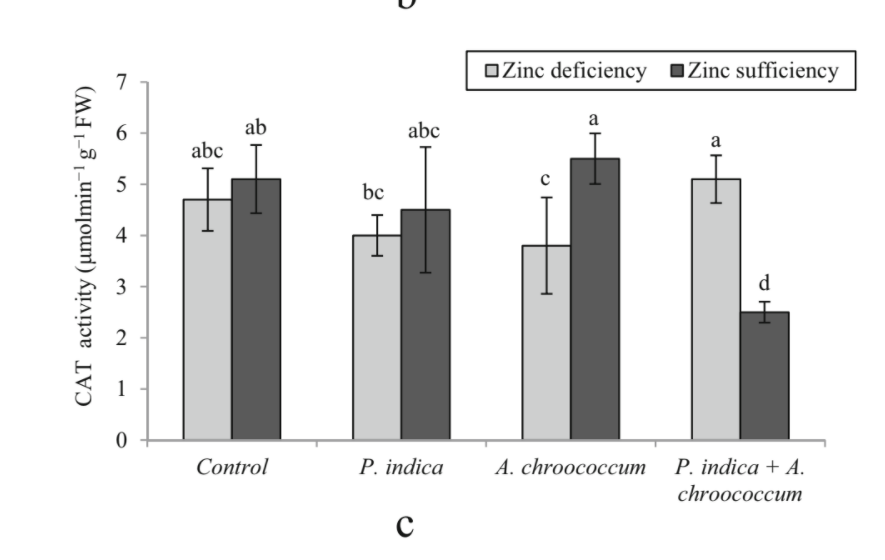 b
Zinc deficiency Zinc sufficiency
CAT activity (µmolmin⁻¹ g⁻¹ FW)
7
6
5
4
3
2
1
0
abc ab bc abc c a a d
Control P. indica A. chroococcum P. indica + A.
chroococcum
c